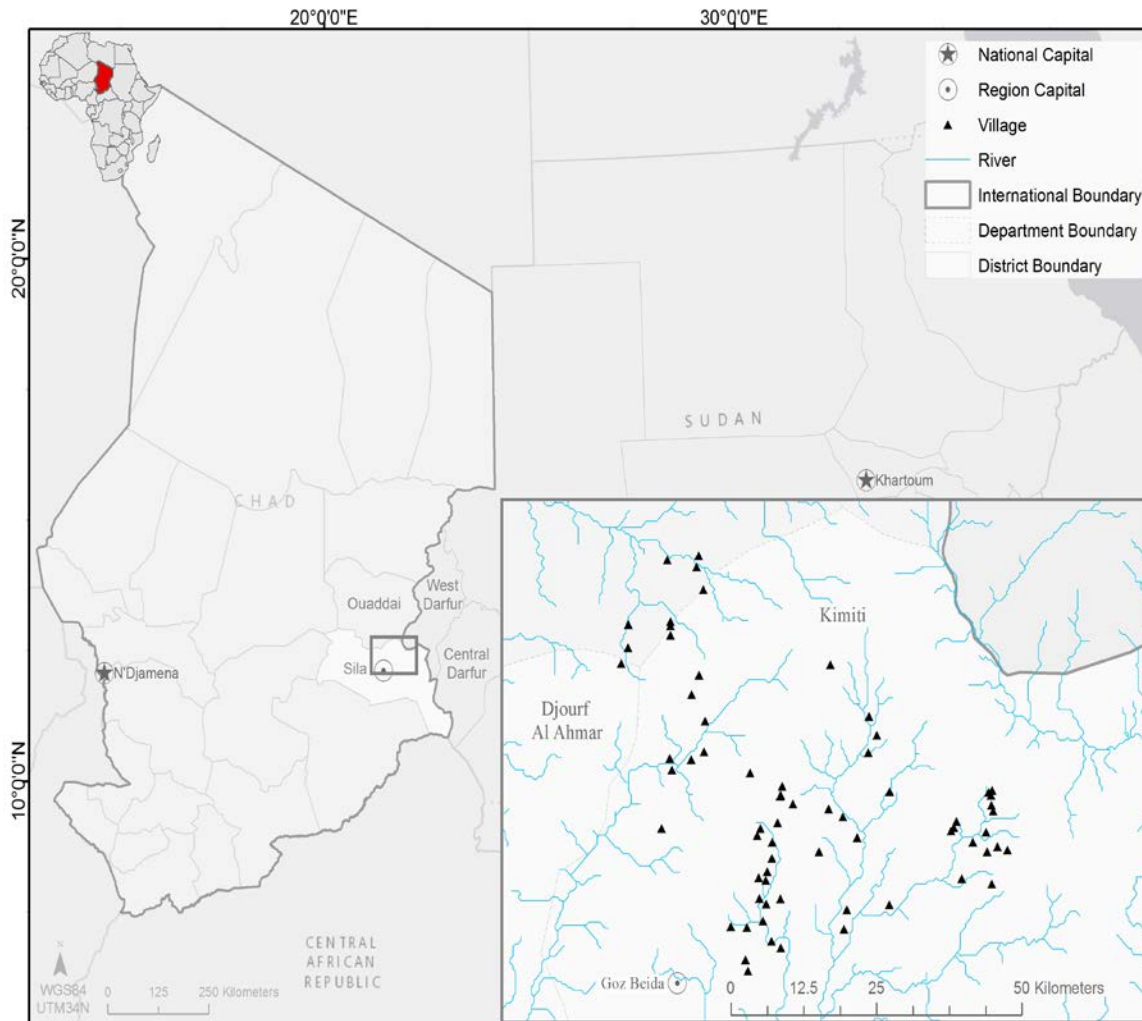 20°0'0"E
30°0'0"E
National Capital
Region Capital
Village
River
International Boundary
Department Boundary
District Boundary
20°0'0"N
10°0'0"N
SUDAN
Khartoum
CHAD
Ouaddai
West
Darfur
Sila
Central
Darfur
N'Djamena
Kimiti
Djourf
Al Ahmar
Goz Beida
0 12.5 25 50 Kilometers
CENTRAL
AFRICAN
REPUBLIC
N
WGS84
UTM34N
0 125 250 Kilometers